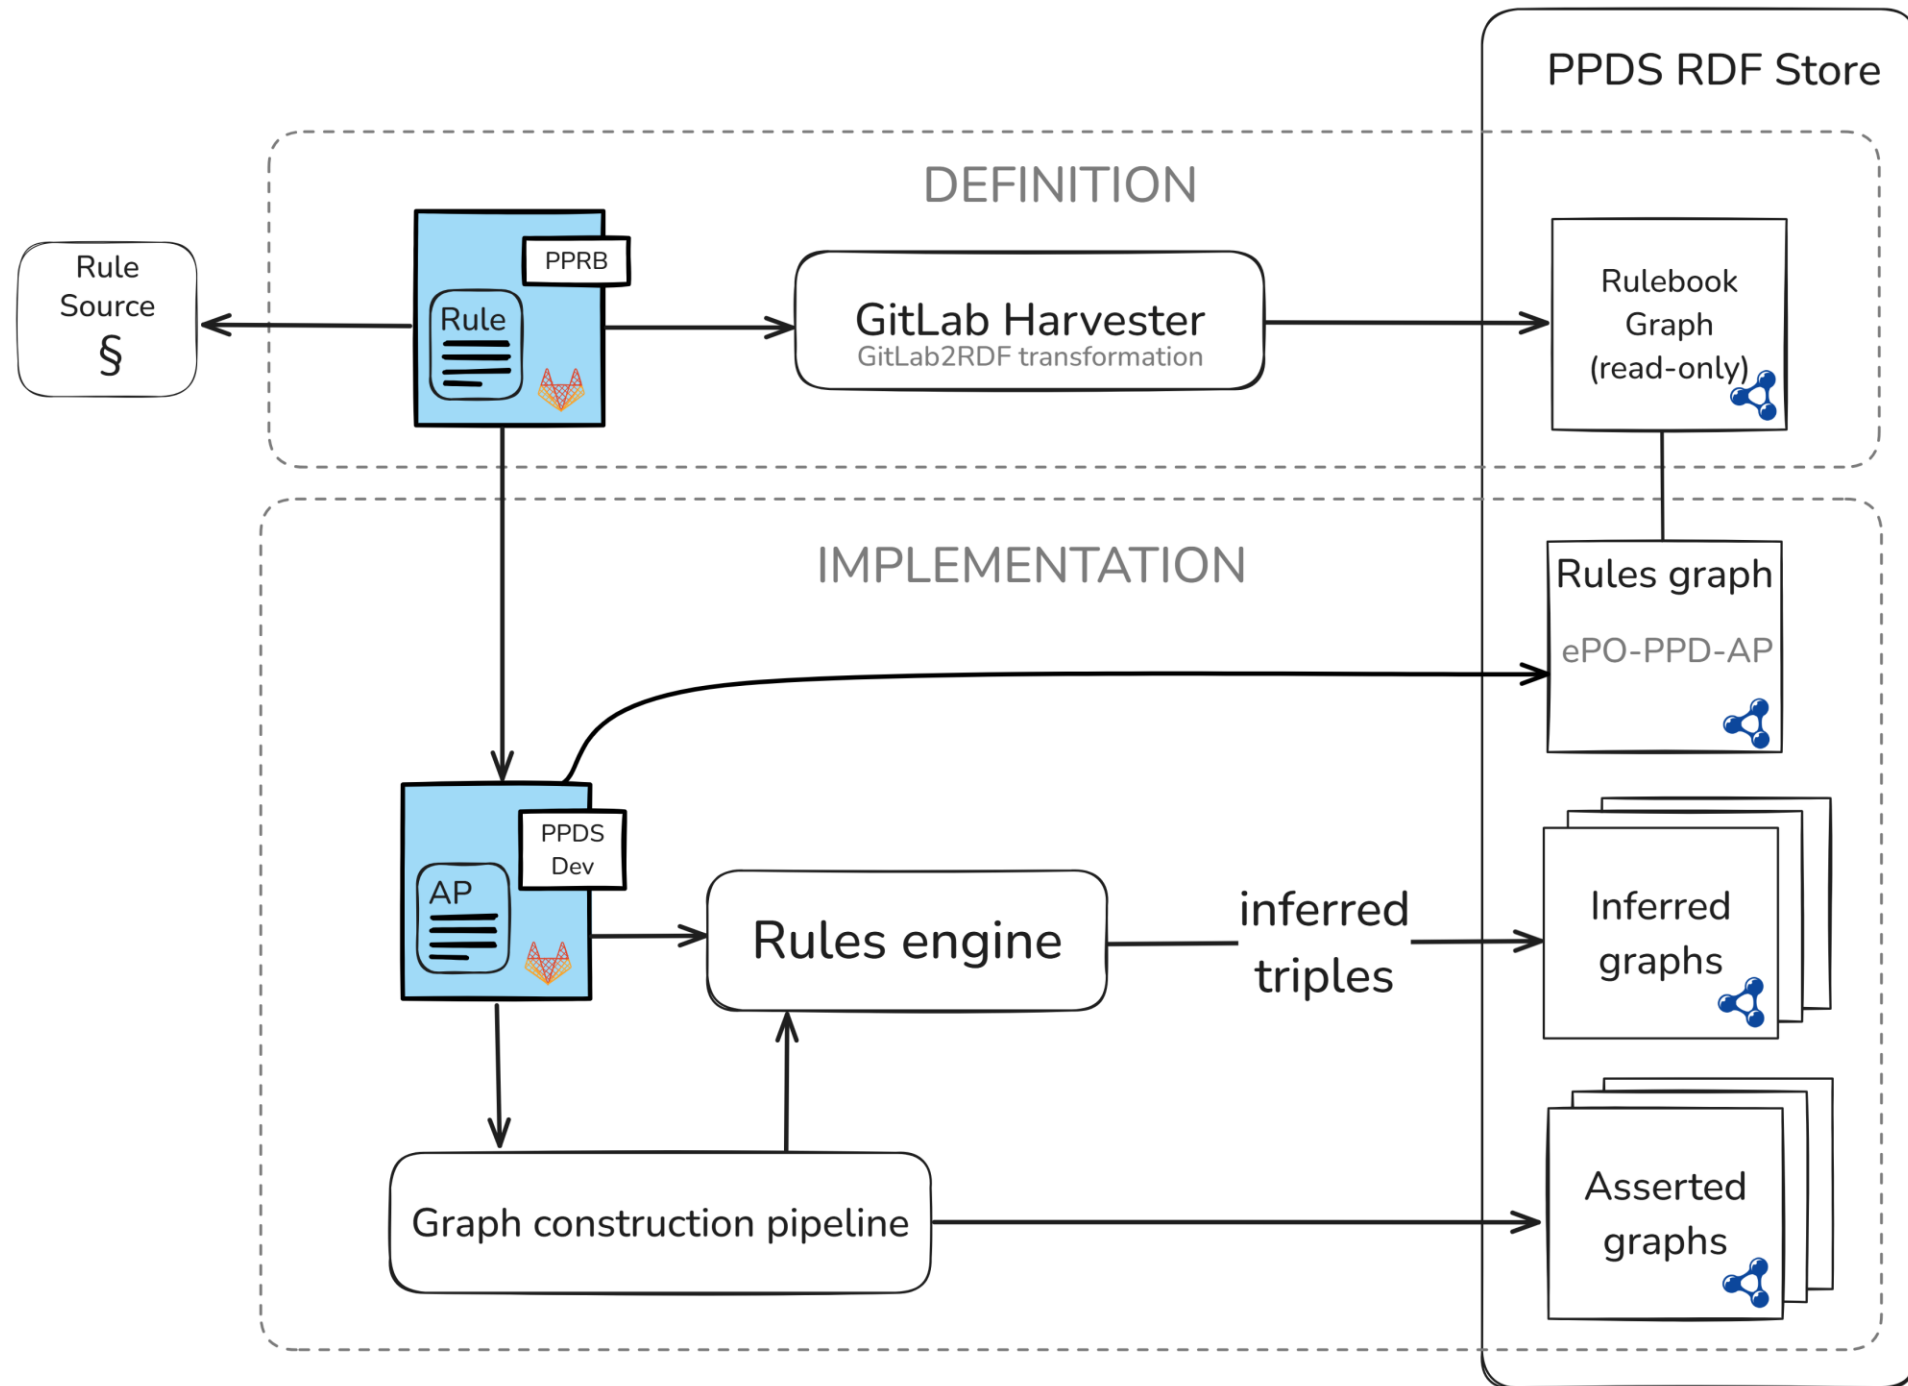 PPDS RDF Store
DEFINITION
Rule
Source
§
PPRB
Rule
GitLab Harvester
GitLab2RDF transformation
Rulebook
Graph
(read-only)
IMPLEMENTATION
Rules graph
ePO-PPD-AP
PPDS
Dev
AP
Rules engine
inferred
triples
Inferred
graphs
Graph construction pipeline
Asserted
graphs